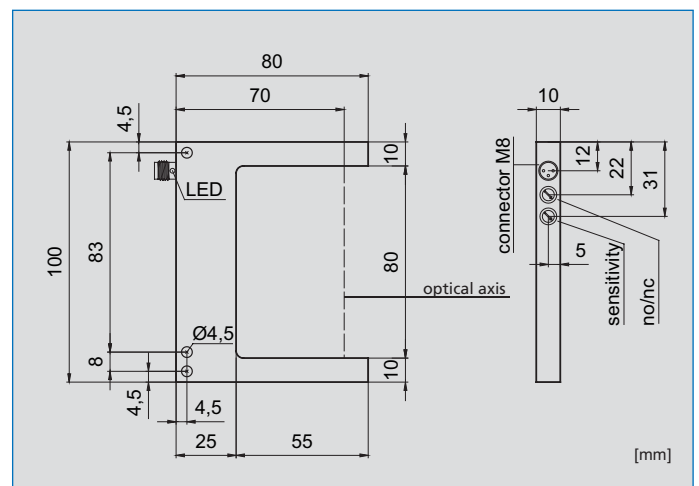 80
70
10
4,5
10
12
22
31
connector M8
LED
100
83
80
5
optical axis
sensitivity
no/nc
Ø4,5
8
4,5
4,5
10
25
55
[mm]